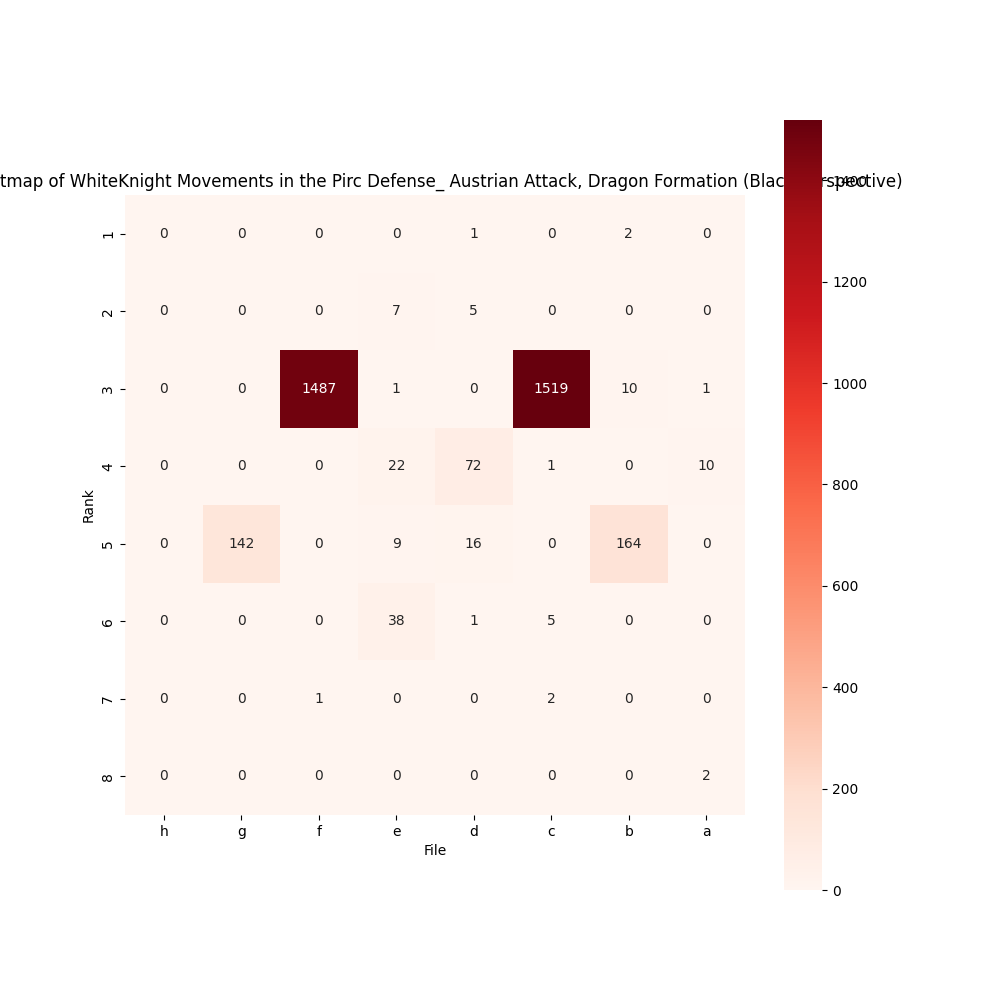 tmap of WhiteKnight Movements in the Pirc Defense_ Austrian Attack, Dragon Formation (Blac rspective)
1400
1200
1000
800
600
400
200
0
Rank
1 0 0 0 0 1 0 2 0
2 0 0 0 7 5 0 0 0
3 0 0 1487 1 0 1519 10 1
4 0 0 0 22 72 1 0 10
5 0 142 0 9 16 0 164 0
6 0 0 0 38 1 5 0 0
7 0 0 1 0 0 2 0 0
8 0 0 0 0 0 0 0 2
h g f e d c b a
File